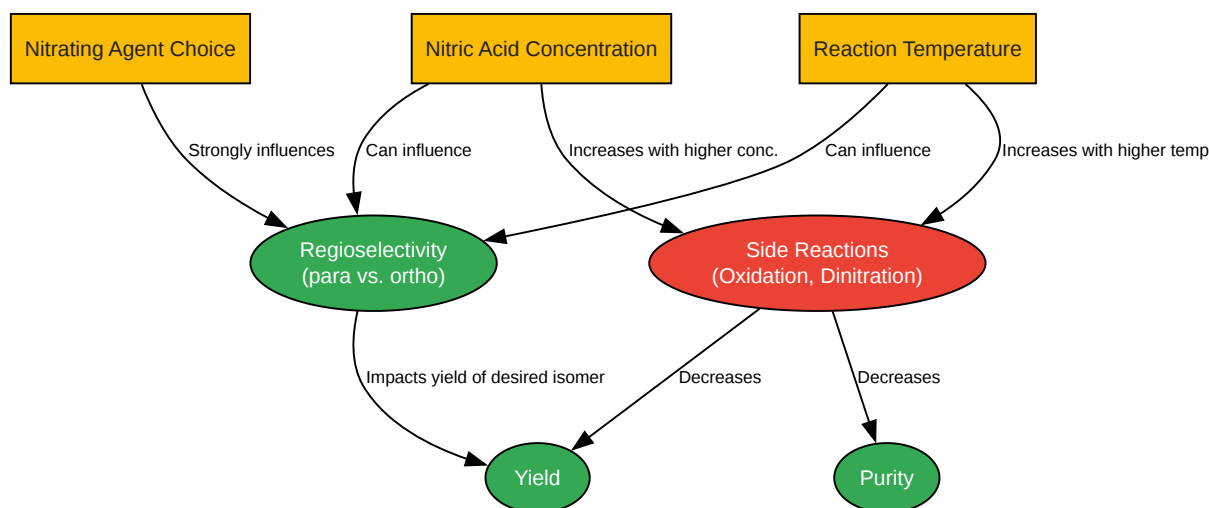 Nitrating Agent Choice
Nitric Acid Concentration
Reaction Temperature
Strongly influences
Can influence
Increases with higher conc.
Can influence
Increases with higher temp
Regioselectivity
(para vs. ortho)
Side Reactions
(Oxidation, Dinitration)
Impacts yield of desired isomer
Decreases
Decreases
Yield
Purity